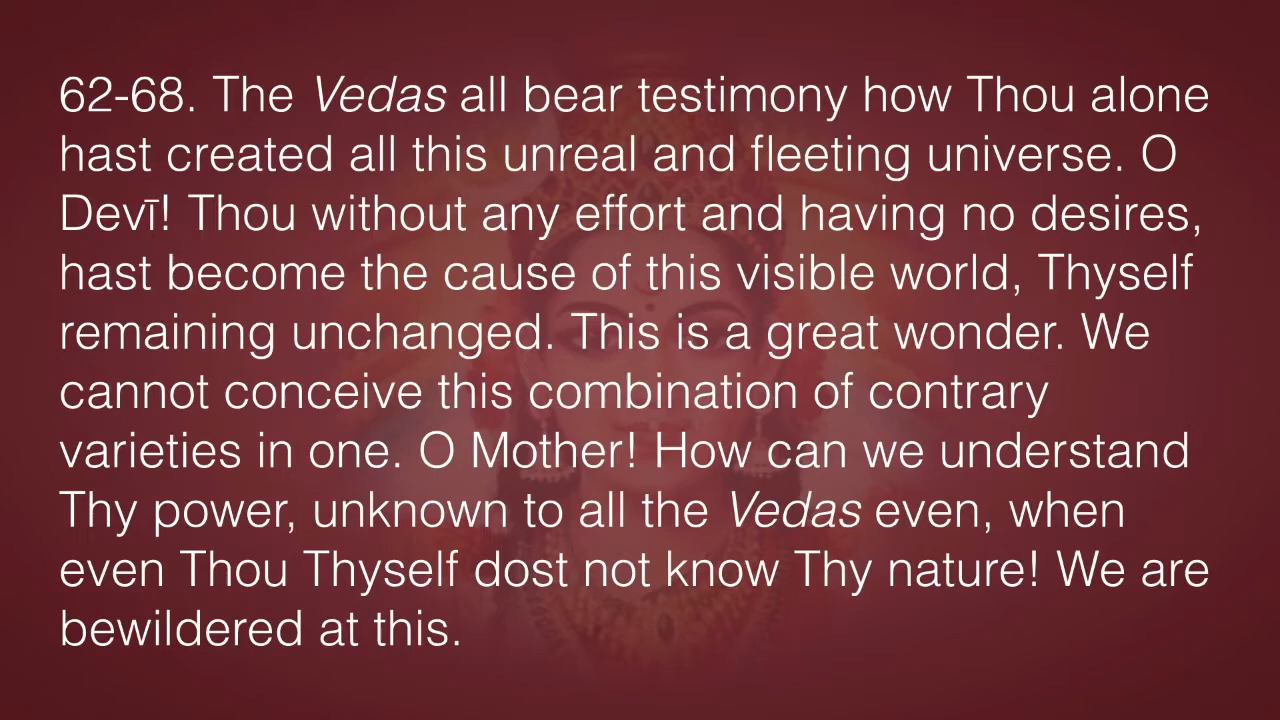 62-68. The Vedas all bear testimony how Thou alone
hast created all this unreal and fleeting universe. O
Devī! Thou without any effort and having no desires,
hast become the cause of this visible world, Thyself
remaining unchanged. This is a great wonder. We
cannot conceive this combination of contrary
varieties in one. O Mother! How can we understand
Thy power, unknown to all the Vedas even, when
even Thou Thyself dost not know Thy nature! We are
bewildered at this.